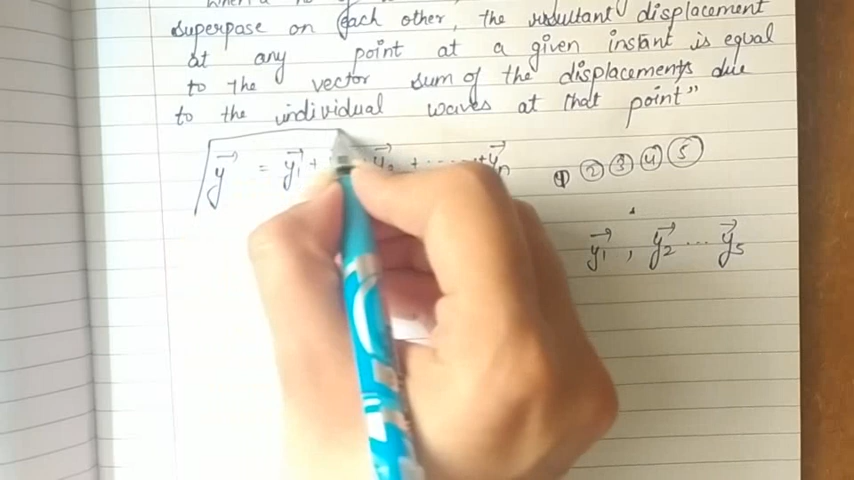 superpase on each other, the resultant displacement
at any point at a given instant is equal
to the vector sum of the displacements due
to the individual waves at that point"
y⃗ = y⃗₁ + y⃗₂ + ... + y⃗n ① ② ③ ④ ⑤
y⃗₁, y⃗₂ ... y⃗₅